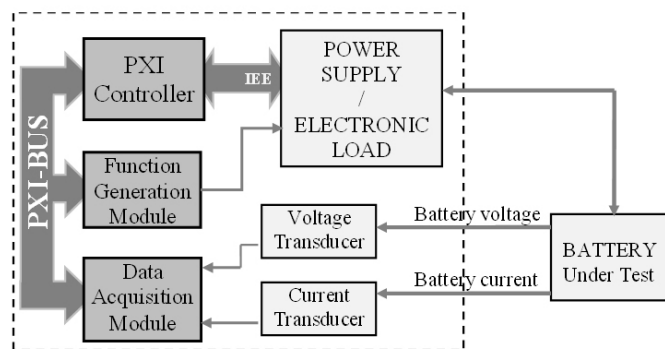 PXI
Controller
IEE
POWER
SUPPLY
/
ELECTRONIC
LOAD
PXI-BUS
Function
Generation
Module
Voltage
Transducer
Battery voltage
BATTERY
Under Test
Data
Acquisition
Module
Current
Transducer
Battery current